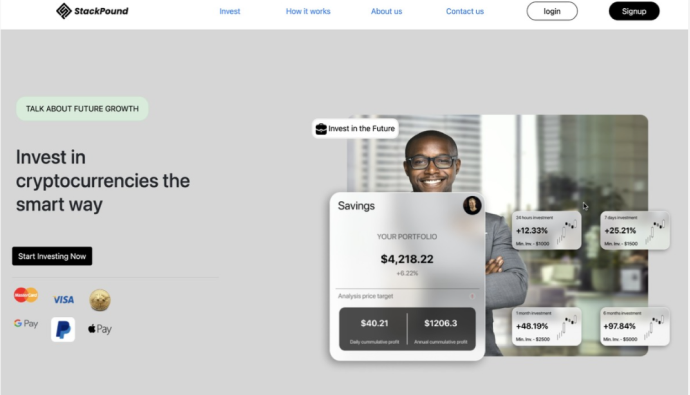 StackPound
Invest
How it works
About us
Contact us
login
Signup
TALK ABOUT FUTURE GROWTH
Invest in
cryptocurrencies the
smart way
Start Investing Now
MasterCard
VISA
G Pay
Pay
Invest in the Future
Savings
YOUR PORTFOLIO
$4,218.22
+6.22%
Analysis price target
$40.21
$1206.3
Daily cummulative profit
Annual cummulative profit
24 hours investment
+12.33%
Min. Inv - $1000
7 days investment
+25.21%
Min. Inv - $1500
1 month investment
+48.19%
Min. Inv - $2500
6 months investment
+97.84%
Min. Inv - $5000